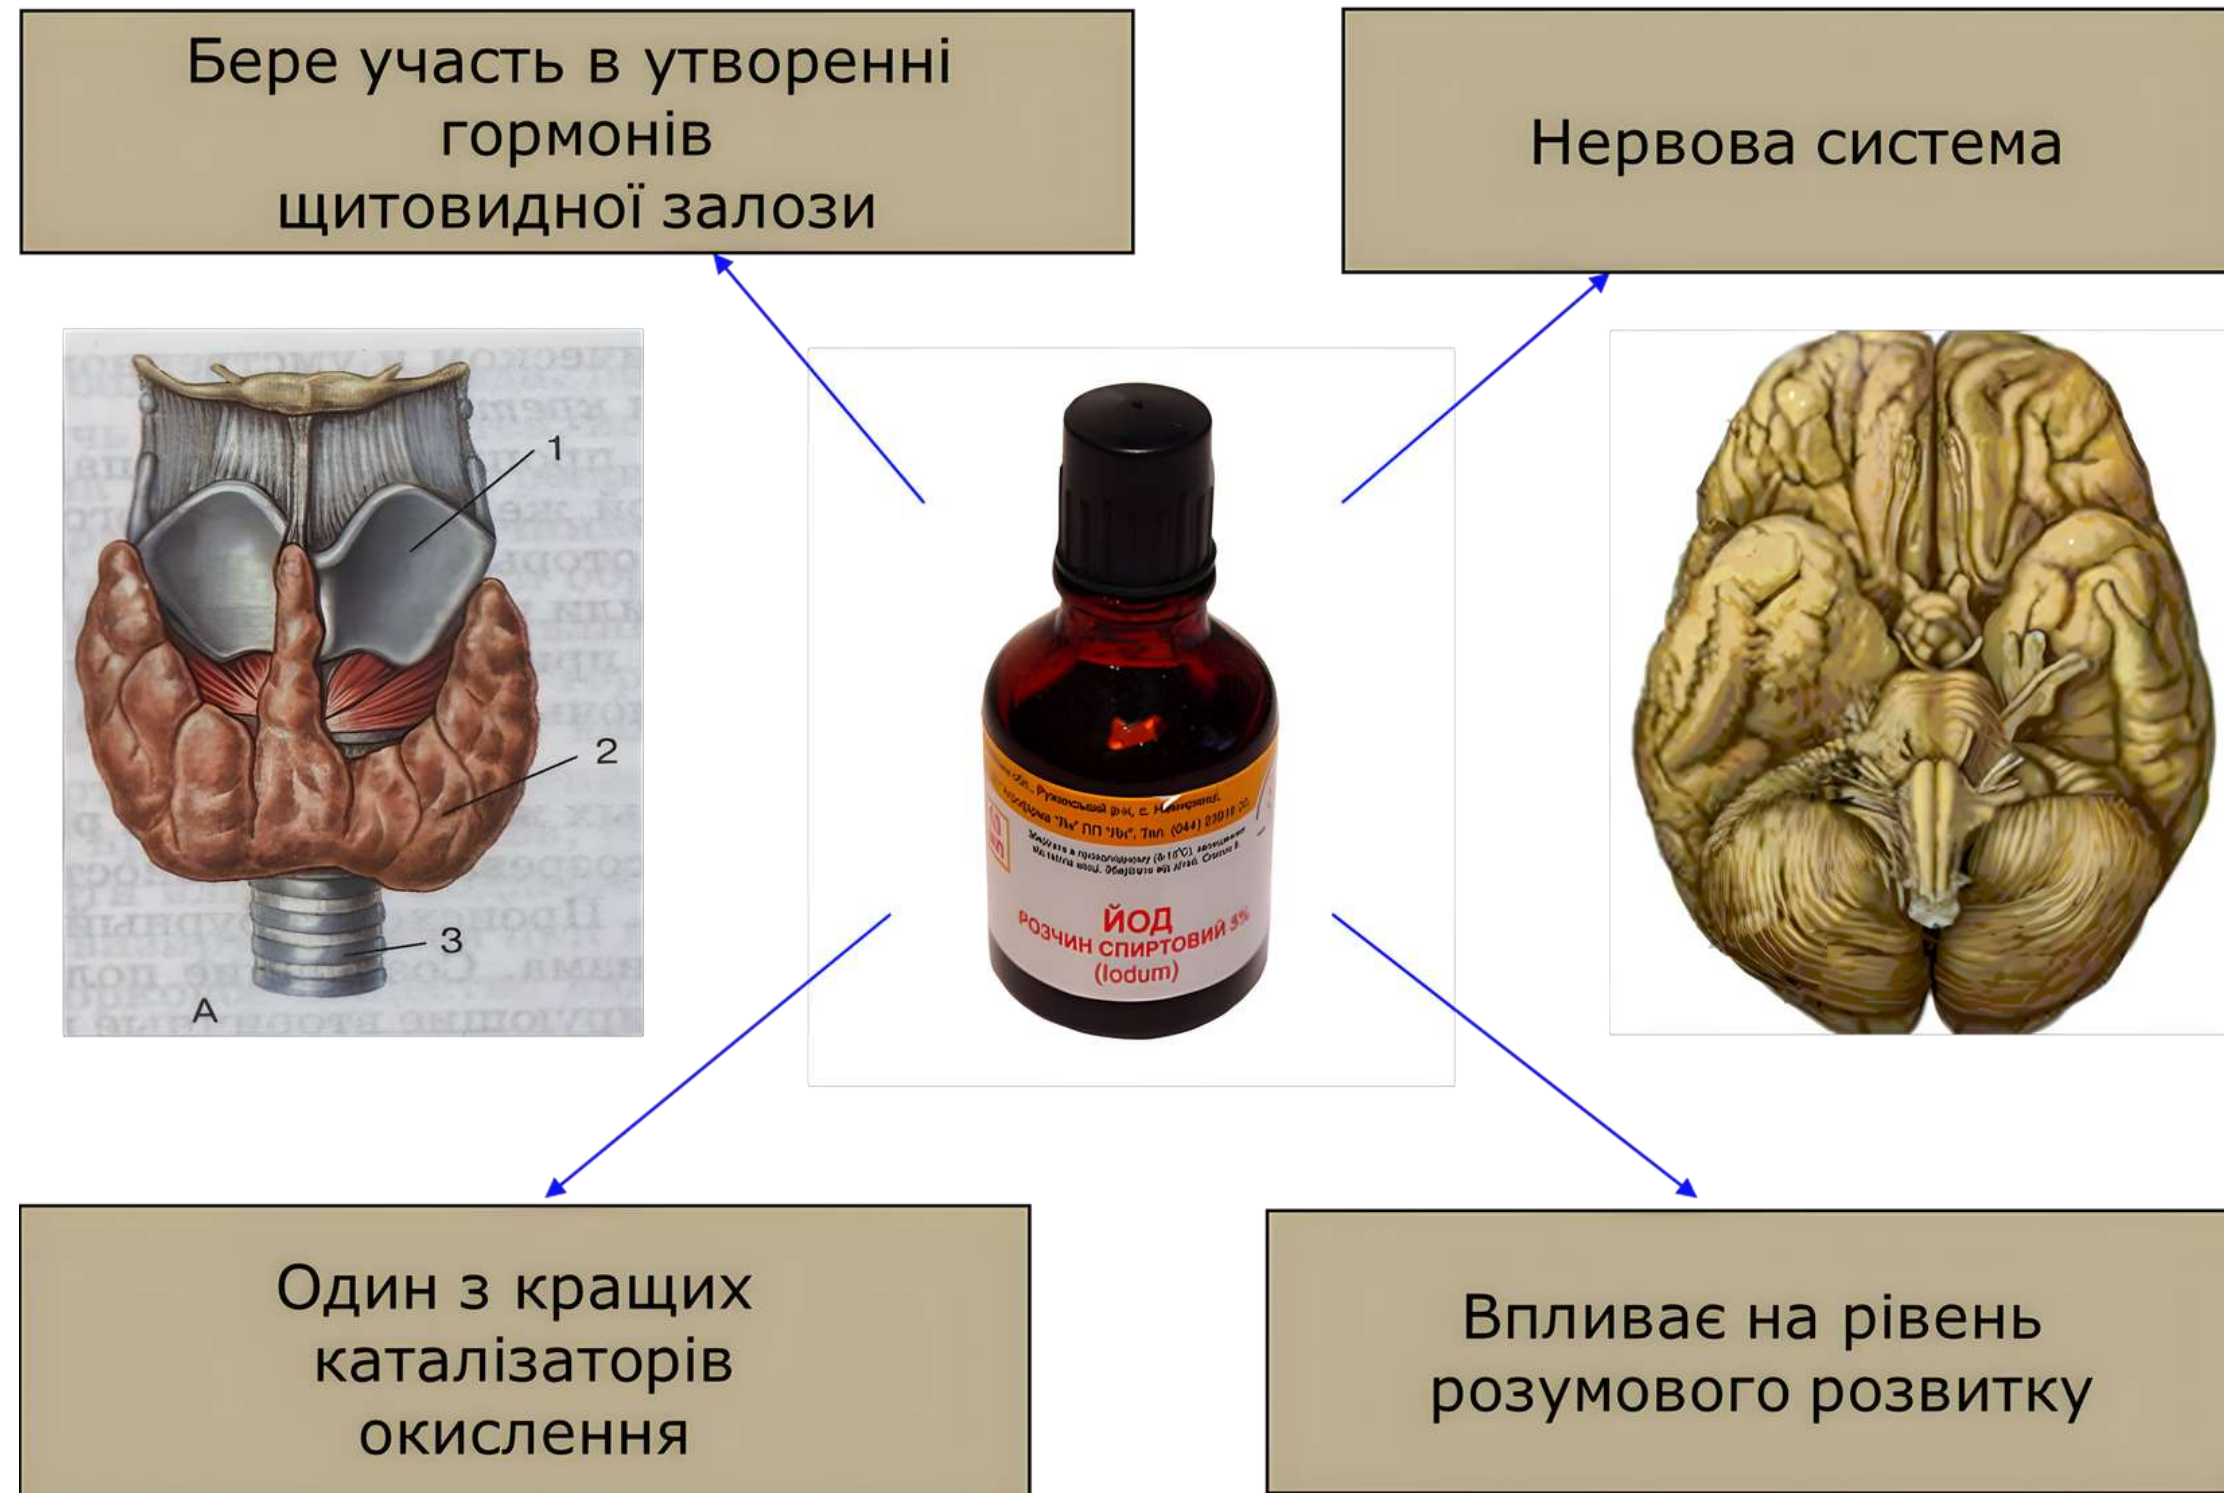 Бере участь в утворенні
гормонів
щитовидної залози
Нервова система
1
2
3
А
(044)
ЙОД
РОЗЧИН СПИРТОВИЙ 5%
(Iodum)
Один з кращих
каталізаторів
окислення
Впливає на рівень
розумового розвитку